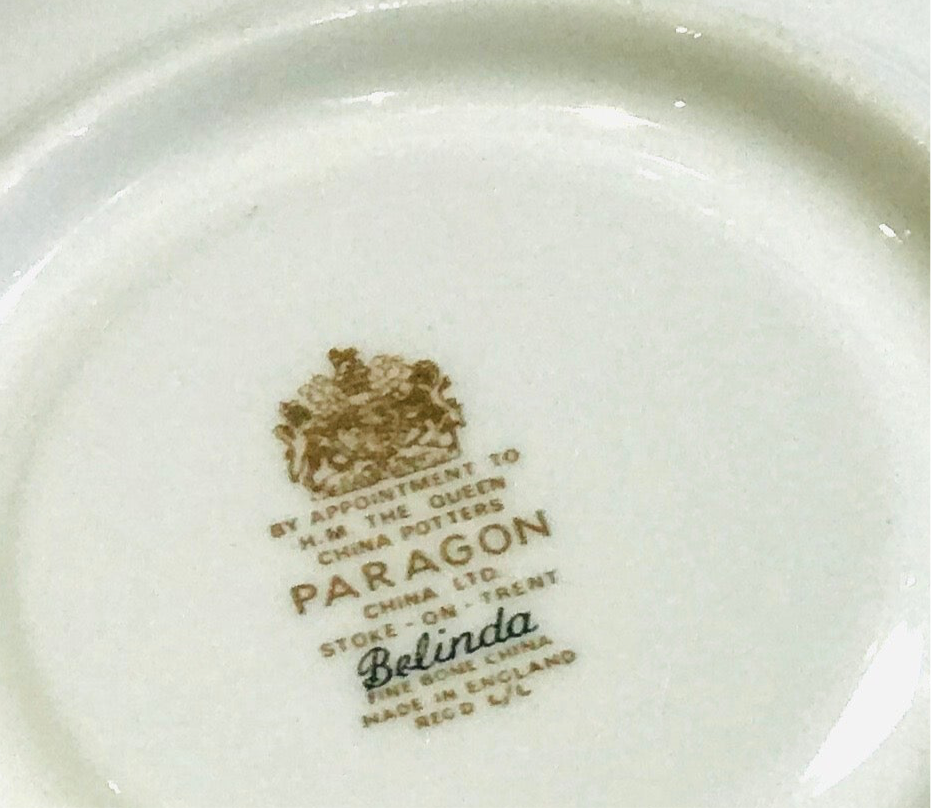 BY APPOINTMENT TO
H.M. THE QUEEN
CHINA POTTERS
PARAGON
CHINA LTD.
STOKE-ON-TRENT
Belinda
FINE BONE CHINA
MADE IN ENGLAND
REG'D